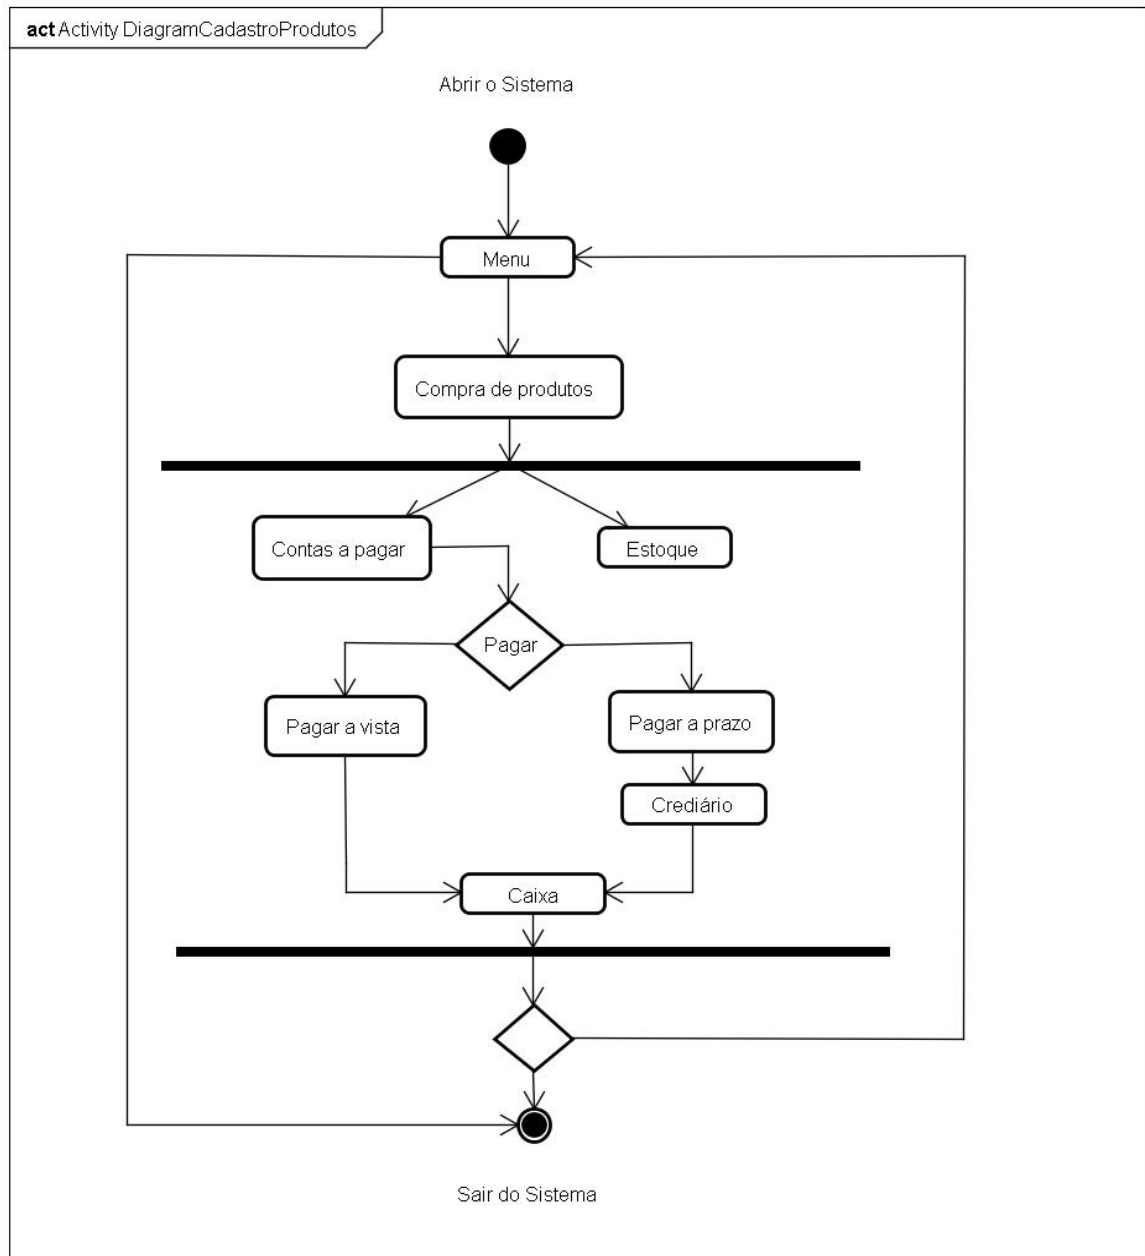 act Activity DiagramCadastroProdutos
Abrir o Sistema
Menu
Compra de produtos
Contas a pagar
Estoque
Pagar
Pagar a vista
Pagar a prazo
Crediário
Caixa
Sair do Sistema